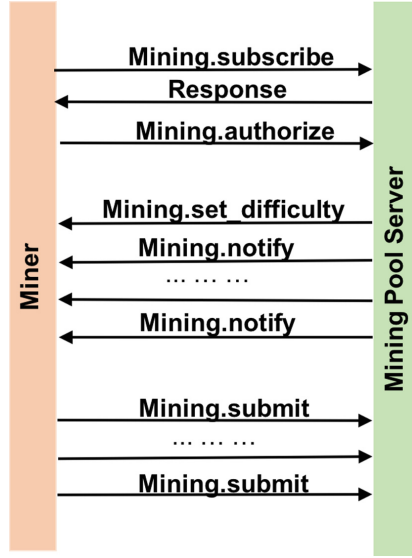 Mining.subscribe
Response
Mining.authorize
Mining.set_difficulty
Mining.notify
... ... ...
Mining.notify
Mining.submit
... ... ...
Mining.submit
Miner
Mining Pool Server